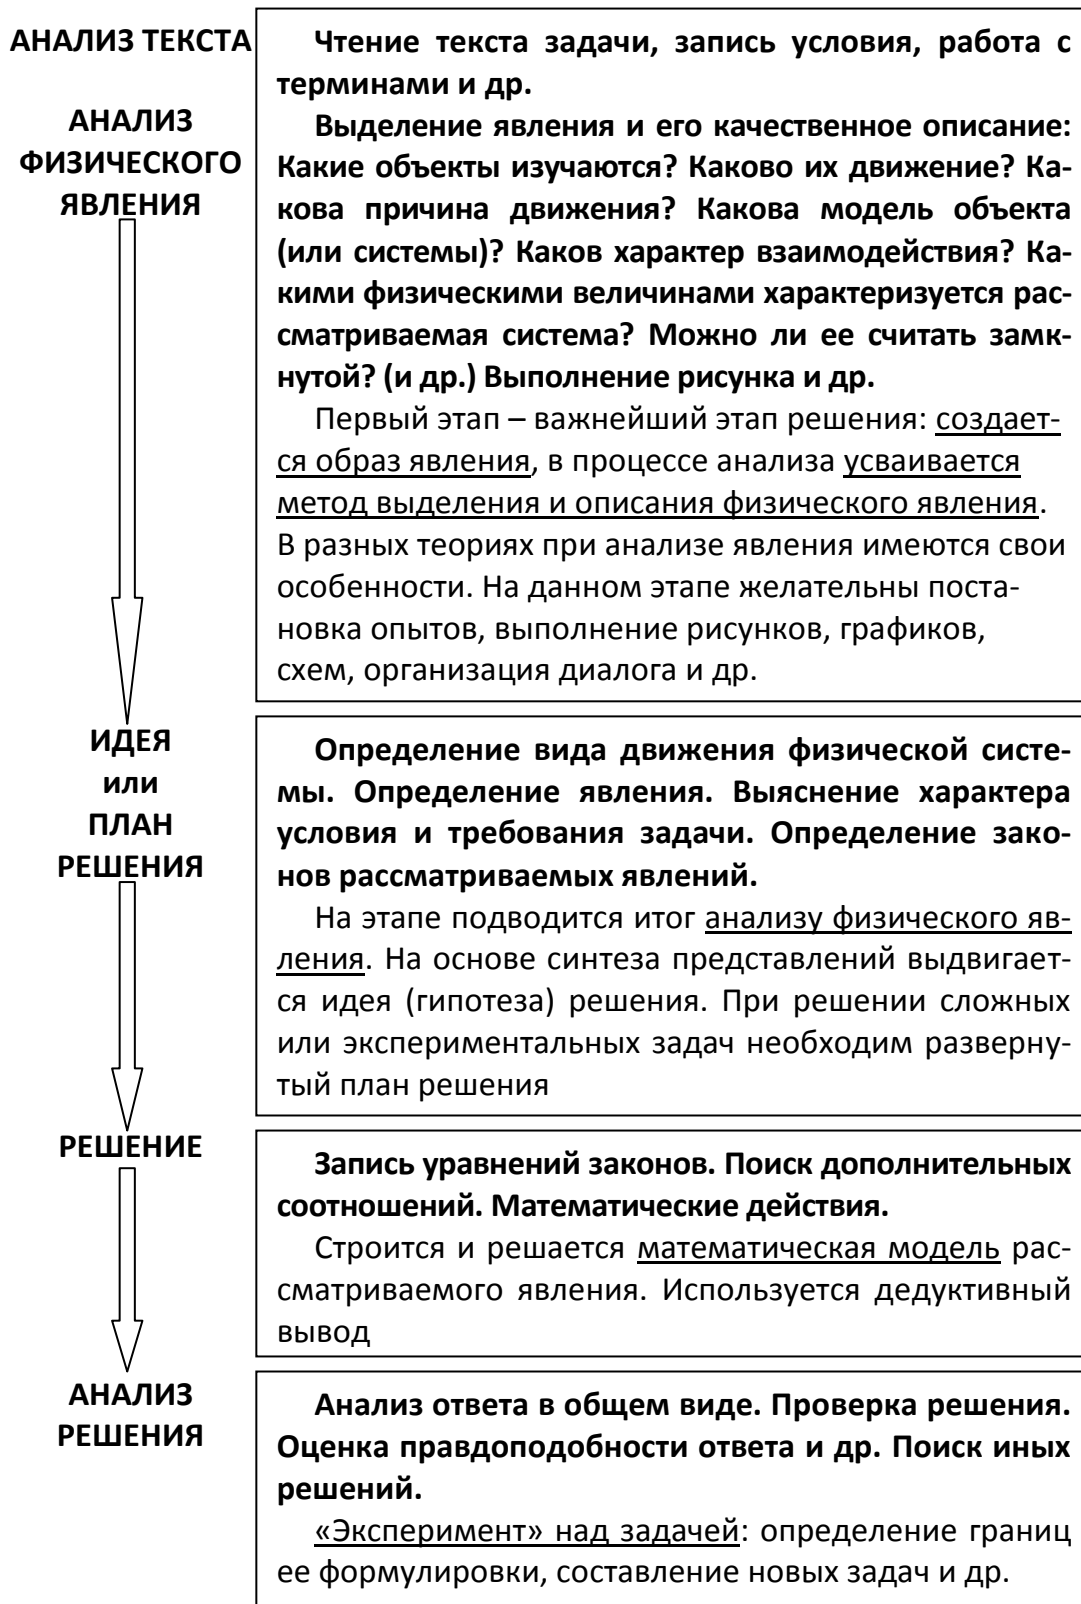 АНАЛИЗ ТЕКСТА
АНАЛИЗ
ФИЗИЧЕСКОГО
ЯВЛЕНИЯ
Чтение текста задачи, запись условия, работа с
терминами и др.
Выделение явления и его качественное описание:
Какие объекты изучаются? Каково их движение? Ка-
кова причина движения? Какова модель объекта
(или системы)? Каков характер взаимодействия? Ка-
кими физическими величинами характеризуется рас-
сматриваемая система? Можно ли ее считать замк-
нутой? (и др.) Выполнение рисунка и др.
Первый этап – важнейший этап решения: создает-
ся образ явления, в процессе анализа усваивается
метод выделения и описания физического явления.
В разных теориях при анализе явления имеются свои
особенности. На данном этапе желательны поста-
новка опытов, выполнение рисунков, графиков,
схем, организация диалога и др.
ИДЕЯ
или
ПЛАН
РЕШЕНИЯ
Определение вида движения физической систе-
мы. Определение явления. Выяснение характера
условия и требования задачи. Определение зако-
нов рассматриваемых явлений.
На этапе подводится итог анализу физического яв-
ления. На основе синтеза представлений выдвигает-
ся идея (гипотеза) решения. При решении сложных
или экспериментальных задач необходим разверну-
тый план решения
РЕШЕНИЕ
Запись уравнений законов. Поиск дополнительных
соотношений. Математические действия.
Строится и решается математическая модель рас-
сматриваемого явления. Используется дедуктивный
вывод
АНАЛИЗ
РЕШЕНИЯ
Анализ ответа в общем виде. Проверка решения.
Оценка правдоподобности ответа и др. Поиск иных
решений.
«Эксперимент» над задачей: определение границ
ее формулировки, составление новых задач и др.